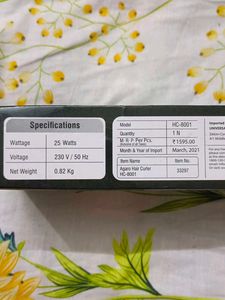 Specifications
Wattage 25 Watts
Voltage 230 V / 50 Hz
Net Weight 0.82 Kg
Model HC-8001
Quantity 1 N
M R P Per Pcs. ₹1595.00
Month & Year of Import March, 2021
Item Name Item No.
Agaro Hair Curler 33297
HC-8001
Imported
UNIVERSA